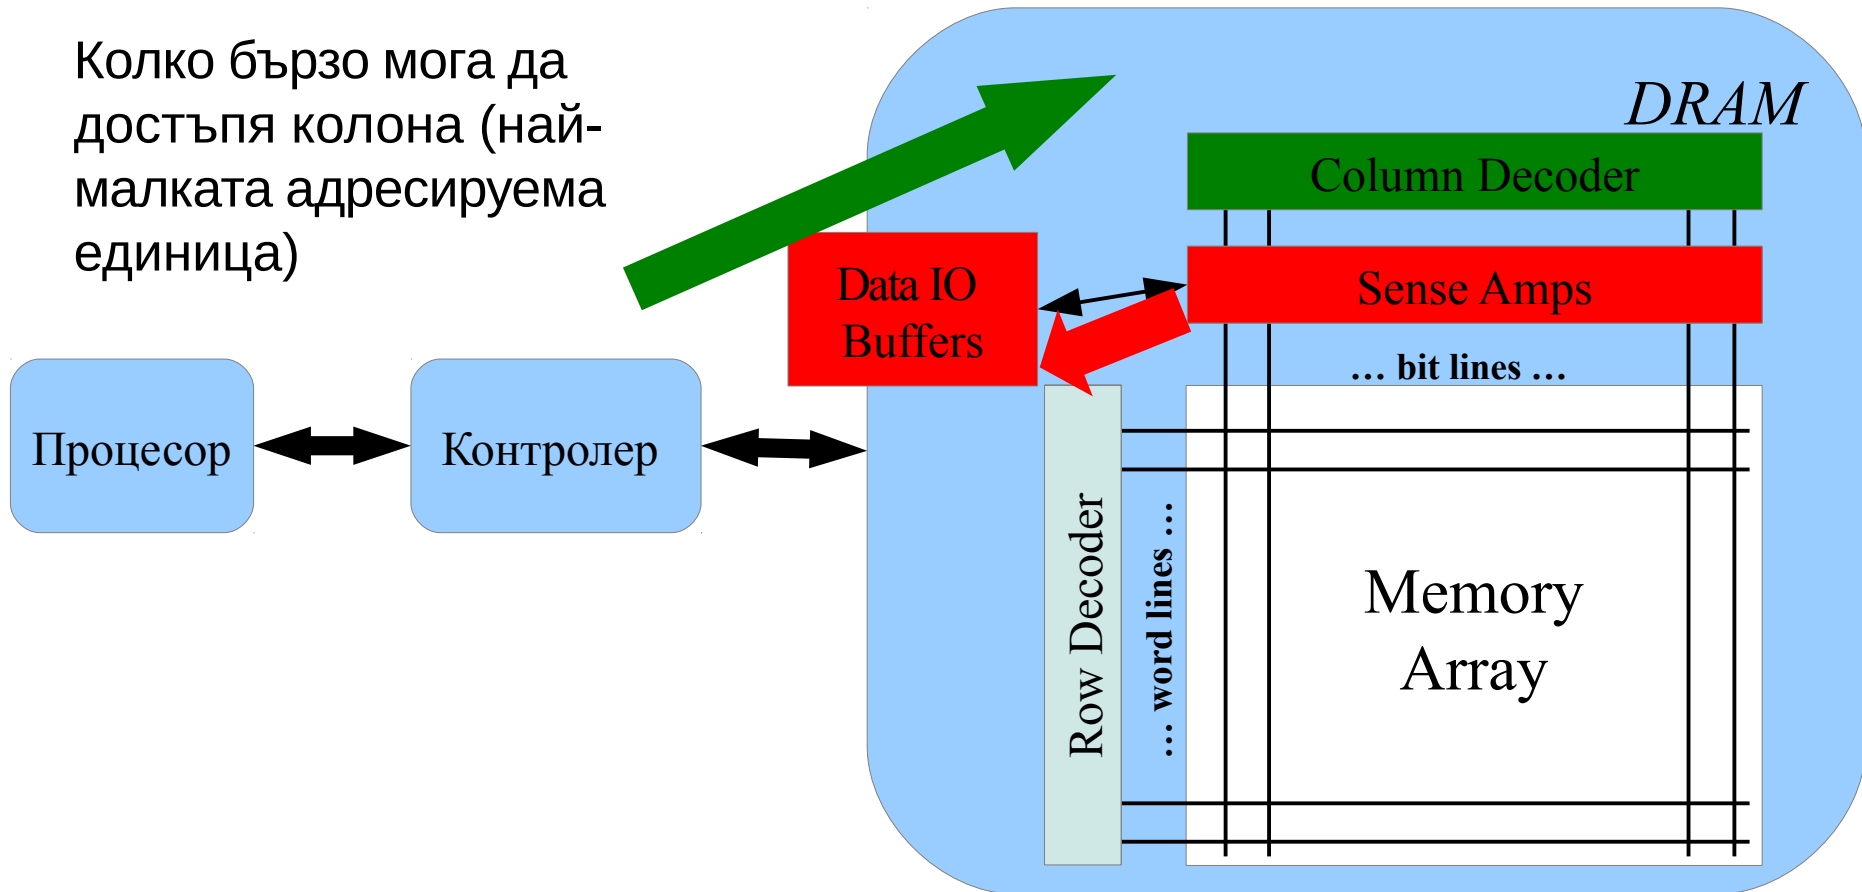 Колко бързо мога да
достъпя колона (най-
малката адресируема
единица)
DRAM
Column Decoder
Data IO
Buffers
Sense Amps
... bit lines ...
Процесор
Контролер
Row Decoder
... word lines ...
Memory
Array